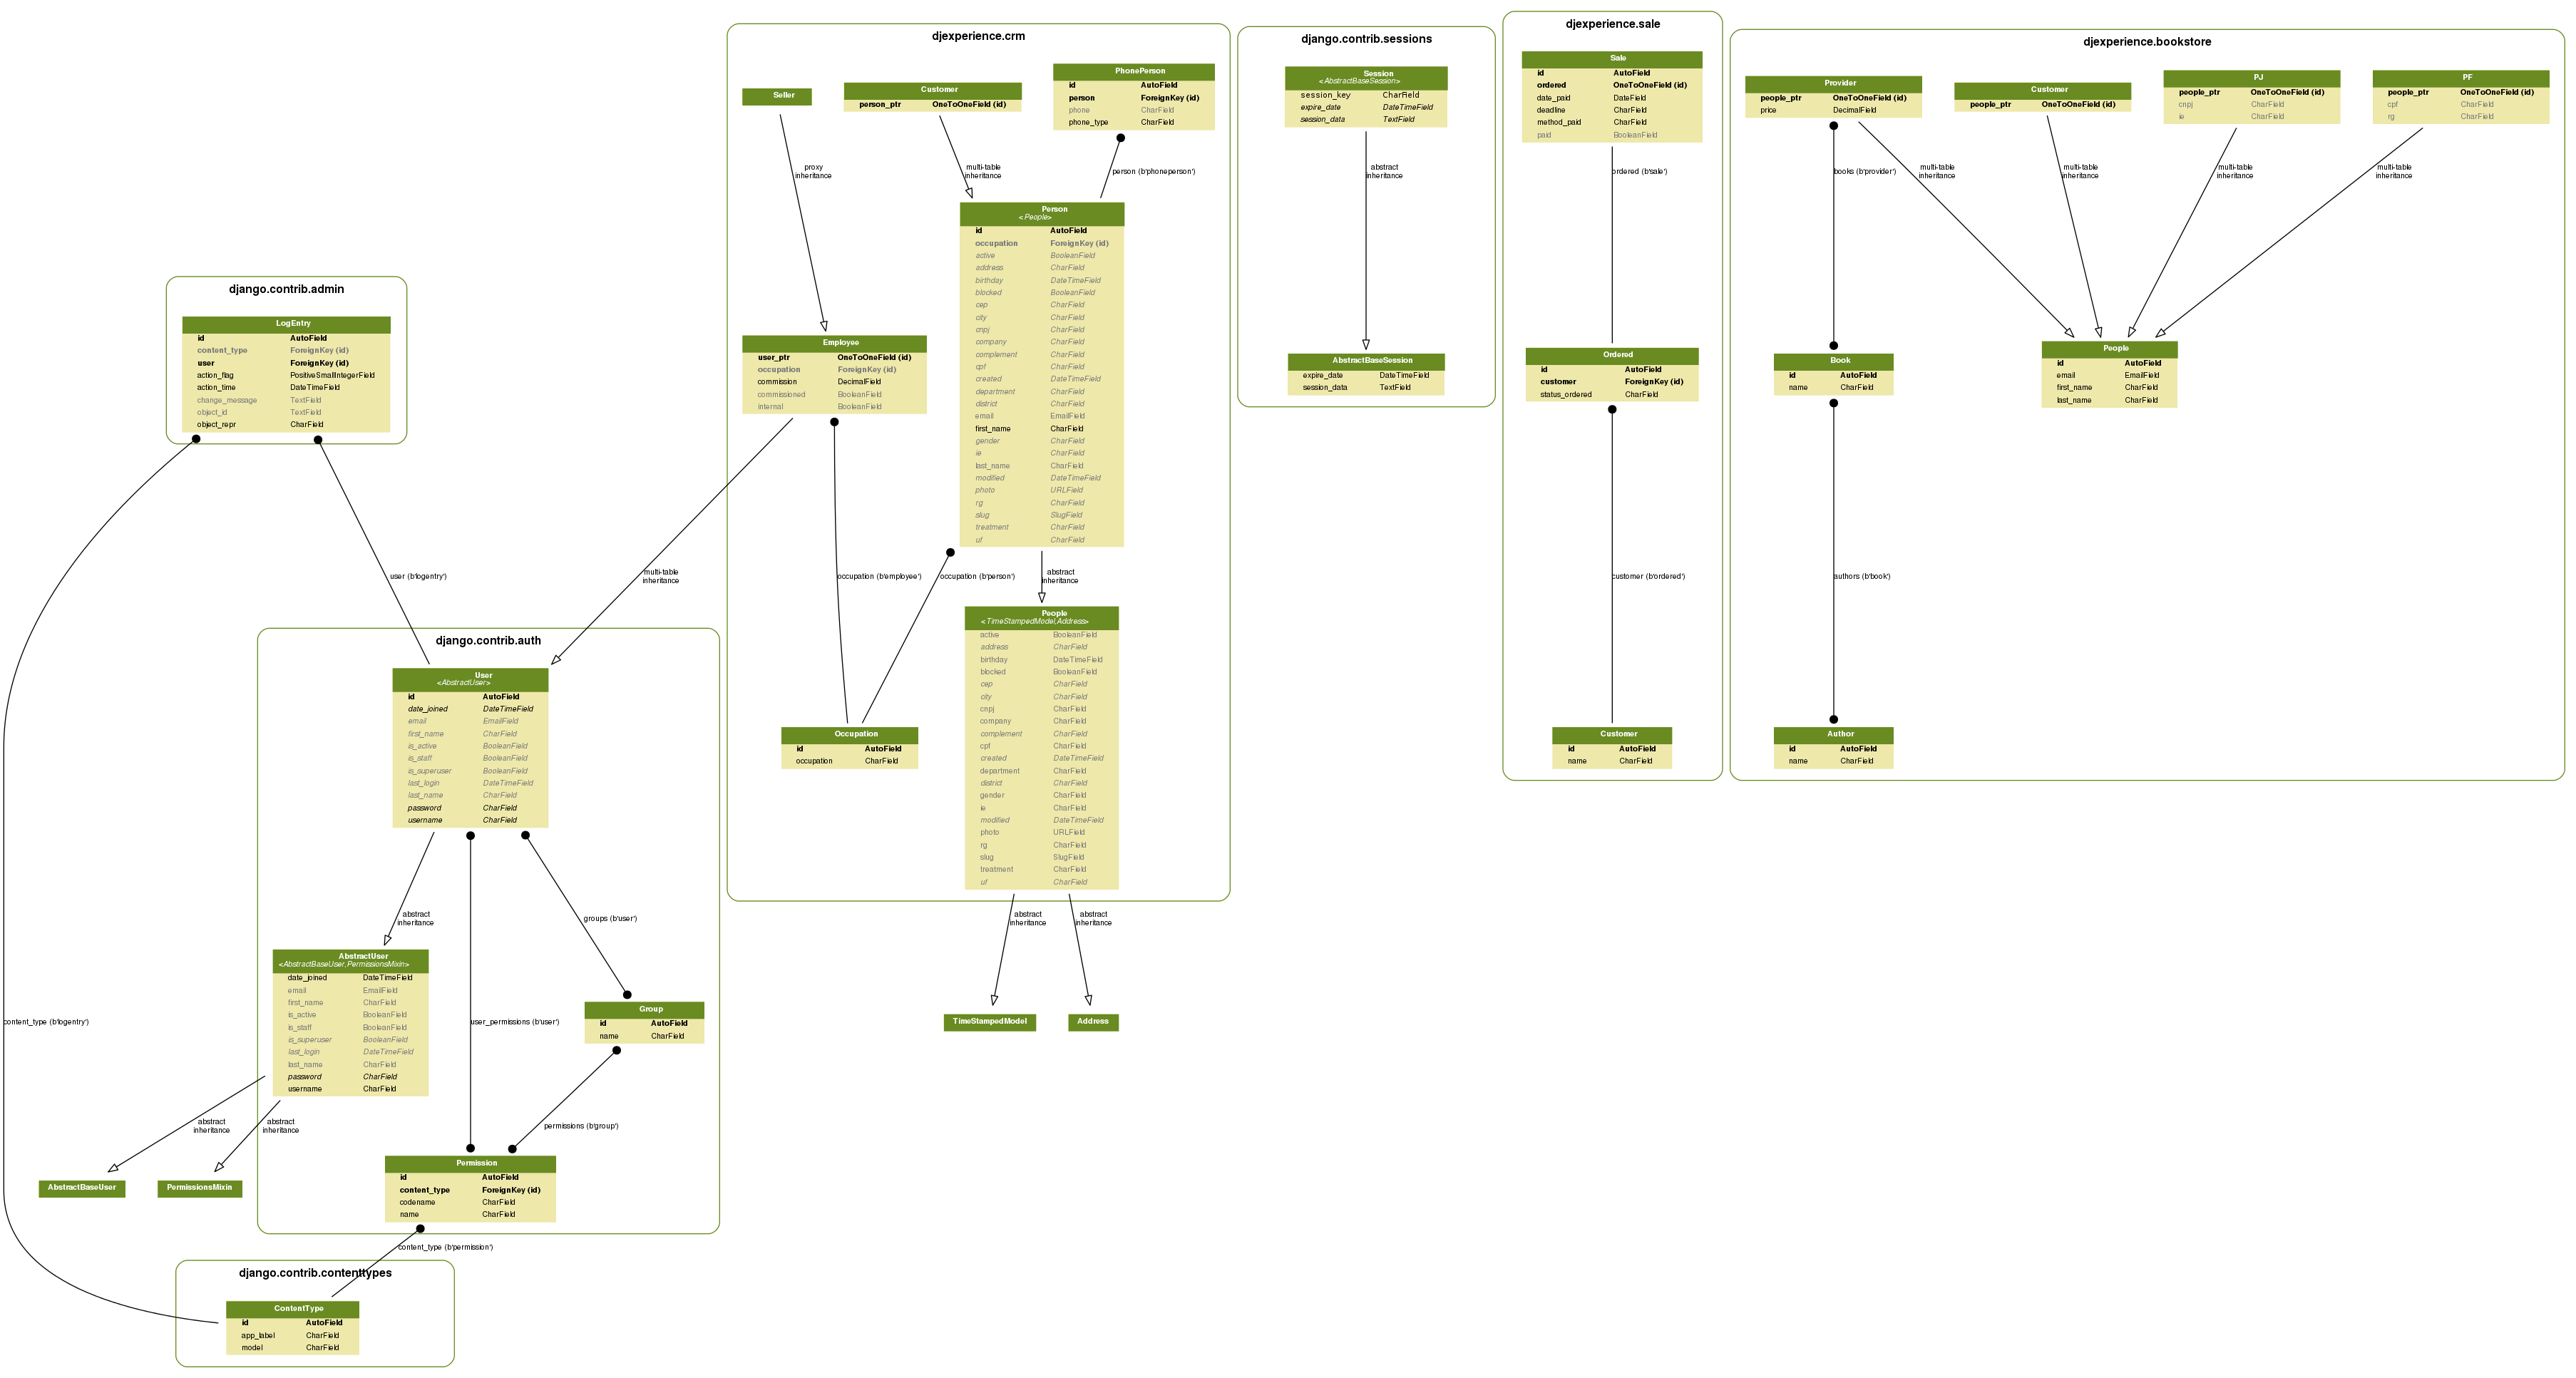 djexperience.crm
Seller
Customer
person_ptr OneToOneField (id)
PhonePerson
id AutoField
person ForeignKey (id)
phone CharField
phone_type CharField
proxy
inheritance
multi-table
inheritance
person (b'phoneperson')
Person
<People>
id AutoField
occupation ForeignKey (id)
active BooleanField
address CharField
birthday DateTimeField
blocked BooleanField
cep CharField
city CharField
cnpj CharField
company CharField
complement CharField
cpf CharField
created DateTimeField
department CharField
district CharField
email EmailField
first_name CharField
gender CharField
ie CharField
last_name CharField
modified DateTimeField
photo URLField
rg CharField
slug SlugField
treatment CharField
uf CharField
Employee
user_ptr OneToOneField (id)
occupation ForeignKey (id)
commission DecimalField
commissioned BooleanField
internal BooleanField
multi-table
inheritance
occupation (b'employee')
occupation (b'person')
abstract
inheritance
People
<TimeStampedModel,Address>
active BooleanField
address CharField
birthday DateTimeField
blocked BooleanField
cep CharField
city CharField
cnpj CharField
company CharField
complement CharField
cpf CharField
created DateTimeField
department CharField
district CharField
gender CharField
ie CharField
modified DateTimeField
photo URLField
rg CharField
slug SlugField
treatment CharField
uf CharField
Occupation
id AutoField
occupation CharField
abstract
inheritance
abstract
inheritance
TimeStampedModel
Address
django.contrib.sessions
Session
<AbstractBaseSession>
session_key CharField
expire_date DateTimeField
session_data TextField
abstract
inheritance
AbstractBaseSession
expire_date DateTimeField
session_data TextField
djexperience.sale
Sale
id AutoField
ordered OneToOneField (id)
date_paid DateField
deadline CharField
method_paid CharField
paid BooleanField
ordered (b'sale')
Ordered
id AutoField
customer ForeignKey (id)
status_ordered CharField
customer (b'ordered')
Customer
id AutoField
name CharField
djexperience.bookstore
Provider
people_ptr OneToOneField (id)
price DecimalField
Customer
people_ptr OneToOneField (id)
PJ
people_ptr OneToOneField (id)
cnpj CharField
ie CharField
PF
people_ptr OneToOneField (id)
cpf CharField
rg CharField
books (b'provider')
multi-table
inheritance
multi-table
inheritance
multi-table
inheritance
multi-table
inheritance
Book
id AutoField
name CharField
People
id AutoField
email EmailField
first_name CharField
last_name CharField
authors (b'book')
Author
id AutoField
name CharField
django.contrib.admin
LogEntry
id AutoField
content_type ForeignKey (id)
user ForeignKey (id)
action_flag PositiveSmallIntegerField
action_time DateTimeField
change_message TextField
object_id TextField
object_repr CharField
user (b'logentry')
content_type (b'logentry')
django.contrib.auth
User
<AbstractUser>
id AutoField
date_joined DateTimeField
email EmailField
first_name CharField
is_active BooleanField
is_staff BooleanField
is_superuser BooleanField
last_login DateTimeField
last_name CharField
password CharField
username CharField
abstract
inheritance
groups (b'user')
user_permissions (b'user')
AbstractUser
<AbstractBaseUser,PermissionsMixin>
date_joined DateTimeField
email EmailField
first_name CharField
is_active BooleanField
is_staff BooleanField
is_superuser BooleanField
last_login DateTimeField
last_name CharField
password CharField
username CharField
Group
id AutoField
name CharField
abstract
inheritance
abstract
inheritance
permissions (b'group')
AbstractBaseUser
PermissionsMixin
Permission
id AutoField
content_type ForeignKey (id)
codename CharField
name CharField
content_type (b'permission')
django.contrib.contenttypes
ContentType
id AutoField
app_label CharField
model CharField